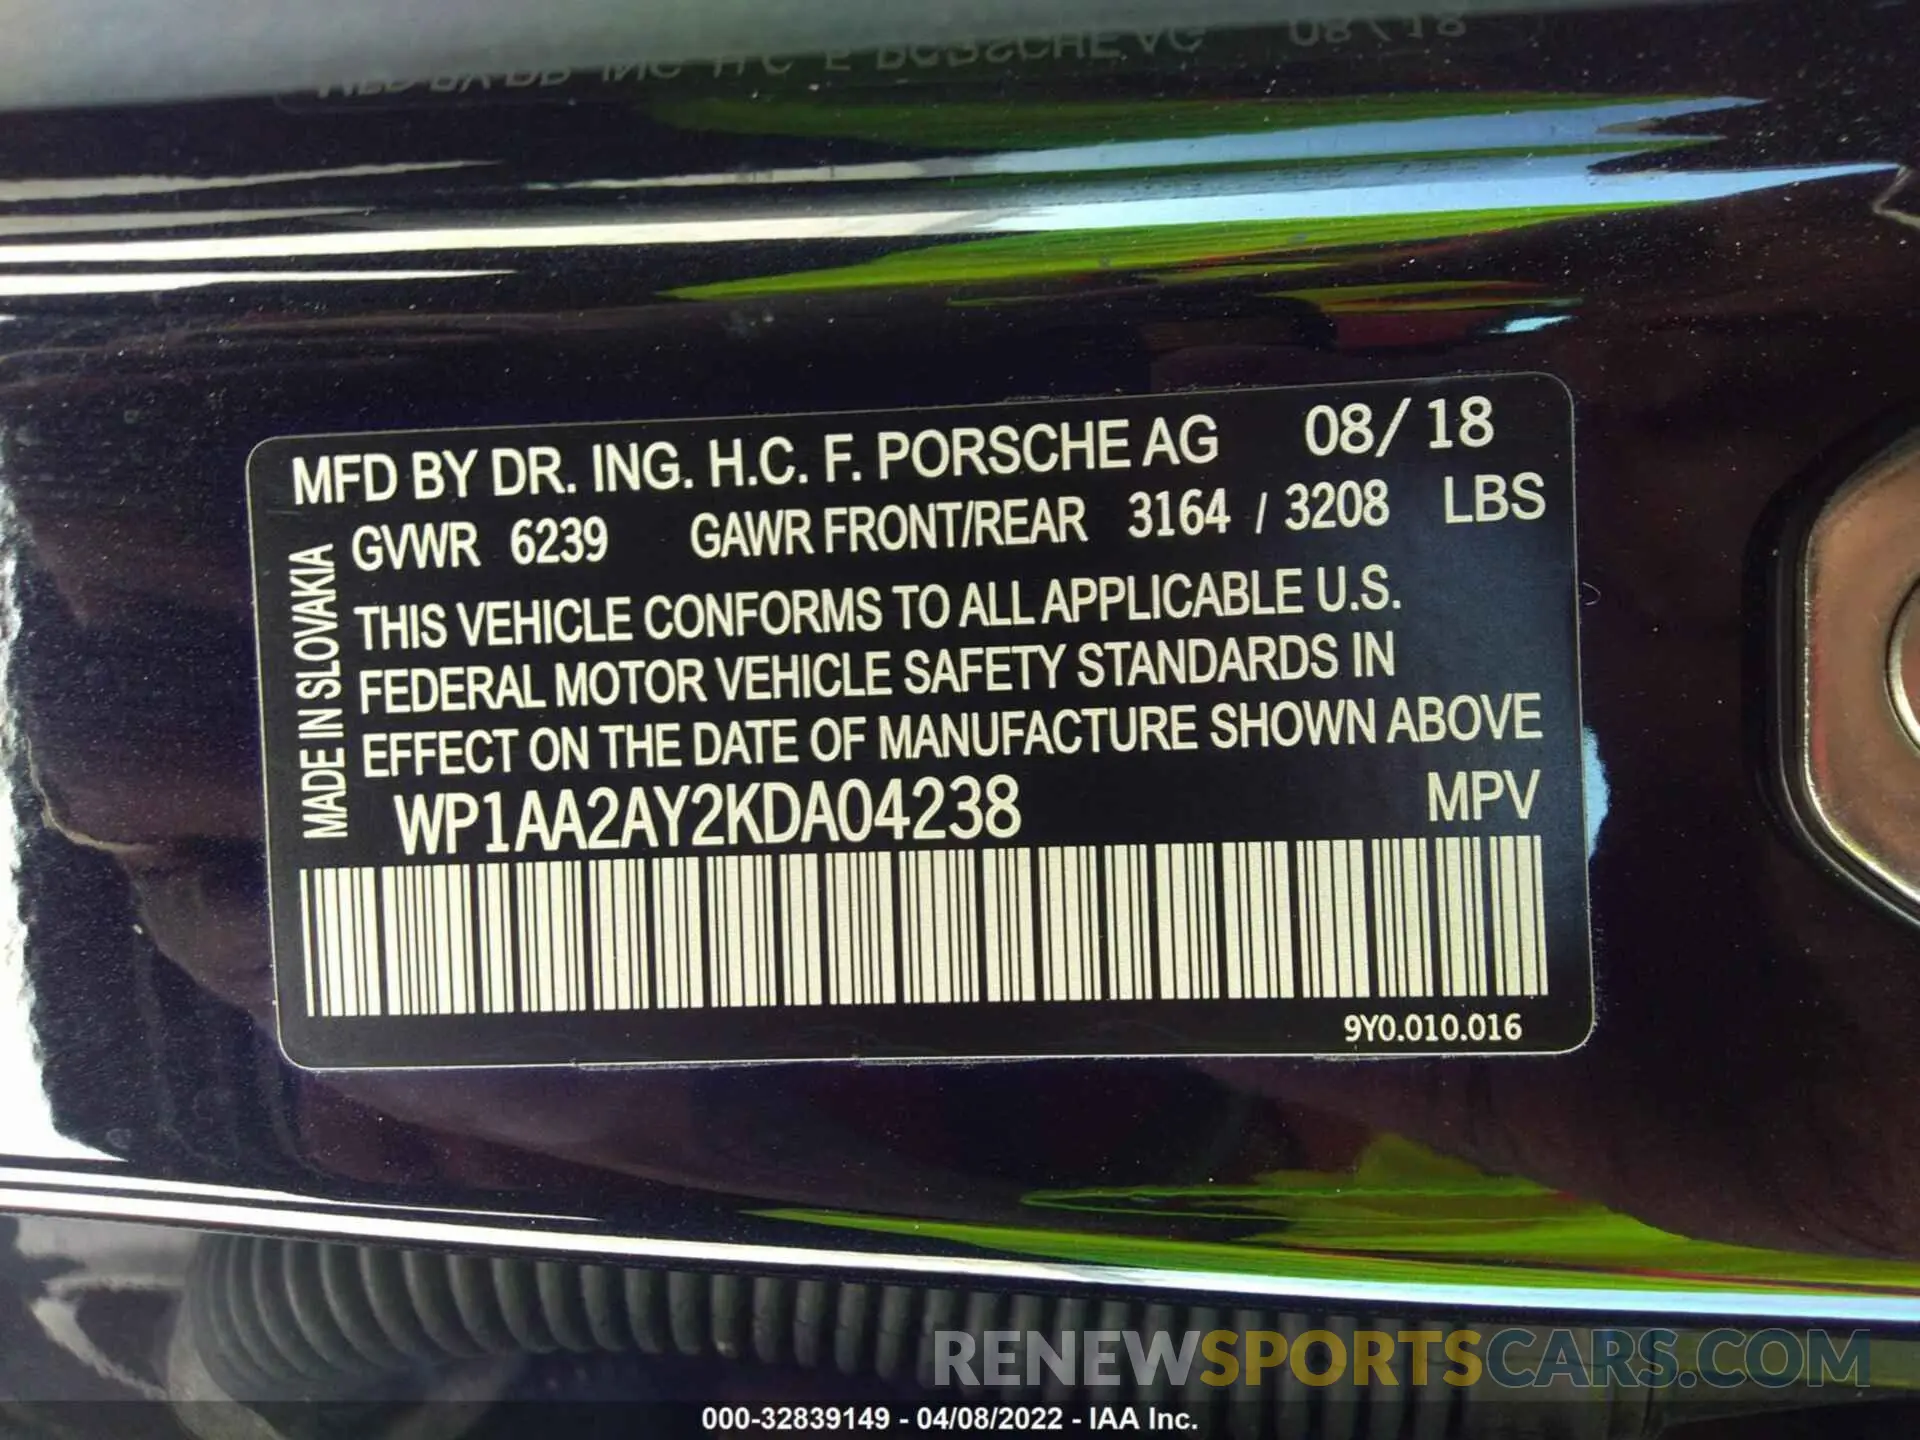 MFD BY DR. ING. H.C. F. PORSCHE AG 08/18
GVWR 6239 GAWR FRONT/REAR 3164 / 3208 LBS
THIS VEHICLE CONFORMS TO ALL APPLICABLE U.S.
FEDERAL MOTOR VEHICLE SAFETY STANDARDS IN
EFFECT ON THE DATE OF MANUFACTURE SHOWN ABOVE
WP1AA2AY2KDA04238 MPV
MADE IN SLOVAKIA
9Y0.010.016
RENEWSPORTSCARS.COM
000-32839149 - 04/08/2022 - IAA Inc.